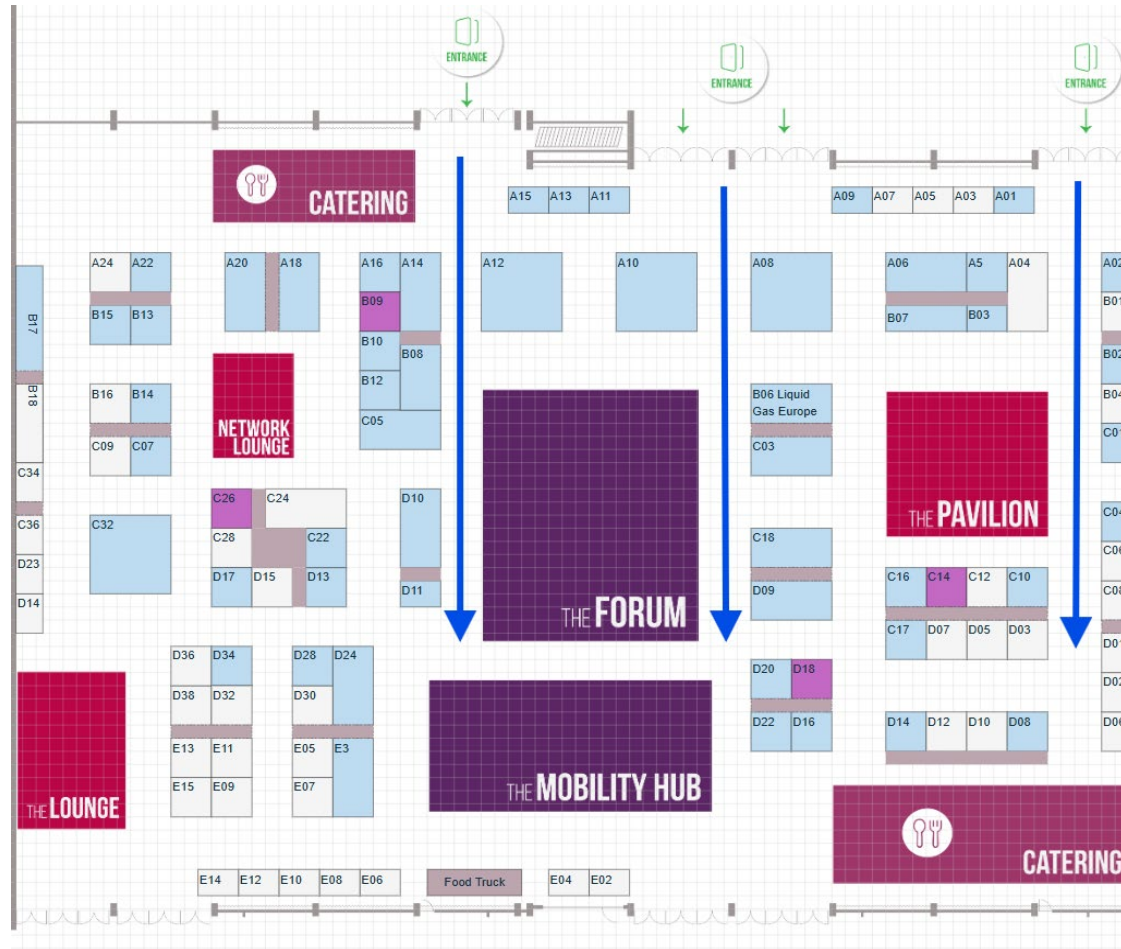 ENTRANCE
ENTRANCE
ENTRANCE
CATERING
A15 A13 A11
A09 A07 A05 A03 A01
A24 A22
A20 A18
A16 A14
A12
A10
A08
A06 A5 A04
A02
B17
B09
B15 B13
B07 B03
B01
B10
B08
B02
B12
B18
B16 B14
B06 Liquid
Gas Europe
B04
C05
NETWORK
LOUNGE
C09 C07
C03
C01
C34
C26 C24
D10
THE PAVILION
C36
C32
C28 C22
C18
C04
C06
D23
D17 D15 D13
D11
D09
C16 C14 C12 C10
C08
D14
THE FORUM
C17 D07 D05 D03
D01
D36 D34
D28 D24
D20 D18
D02
D38 D32
D30
D22 D16
D14 D12 D10 D08
D06
E13 E11
E05 E3
E15 E09
E07
THE LOUNGE
THE MOBILITY HUB
CATERING
E14 E12 E10 E08 E06
Food Truck
E04 E02